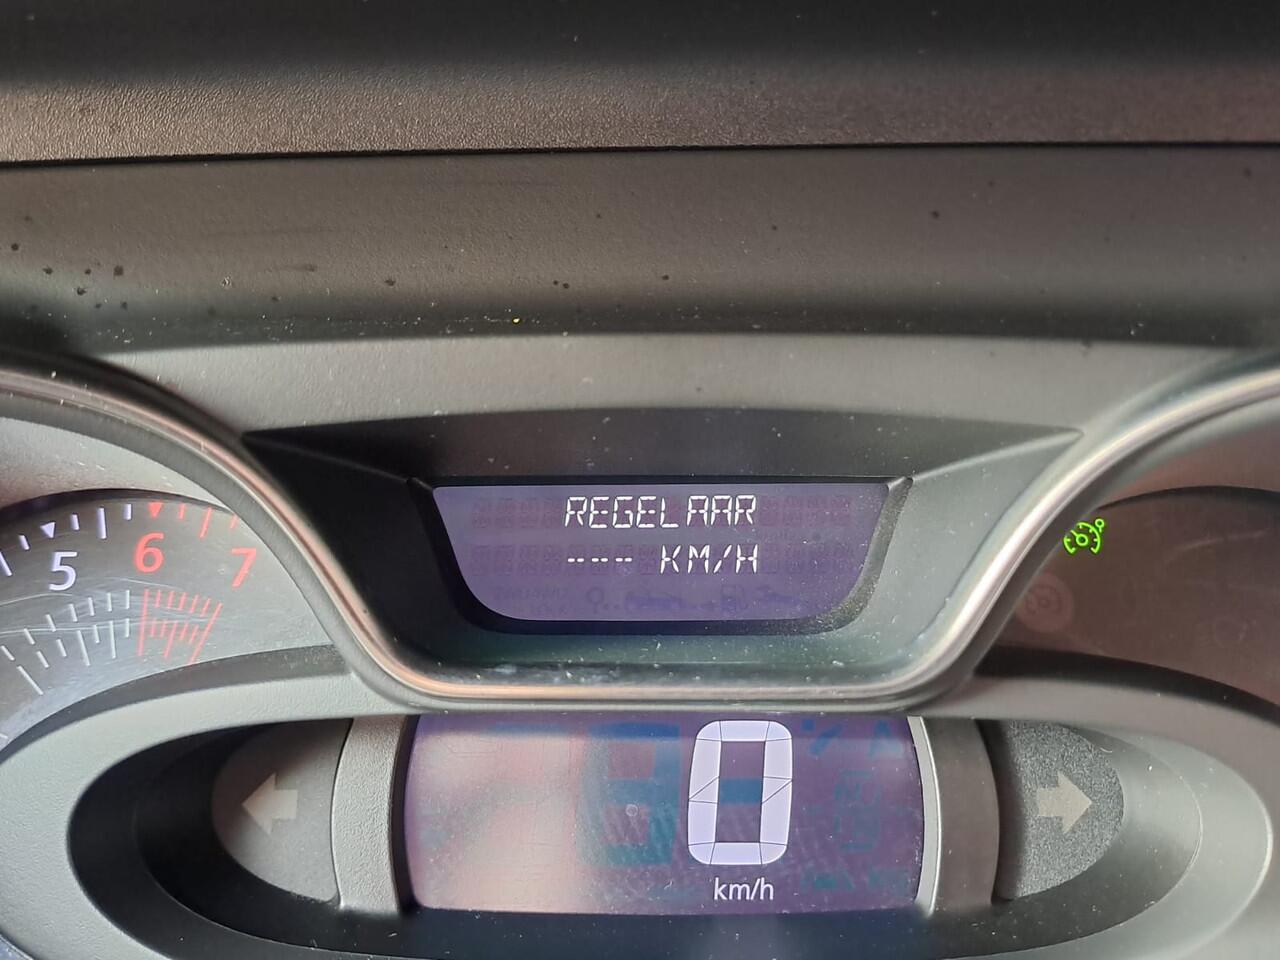 REGELAAR
--- KM/H
5 6 7
0
km/h